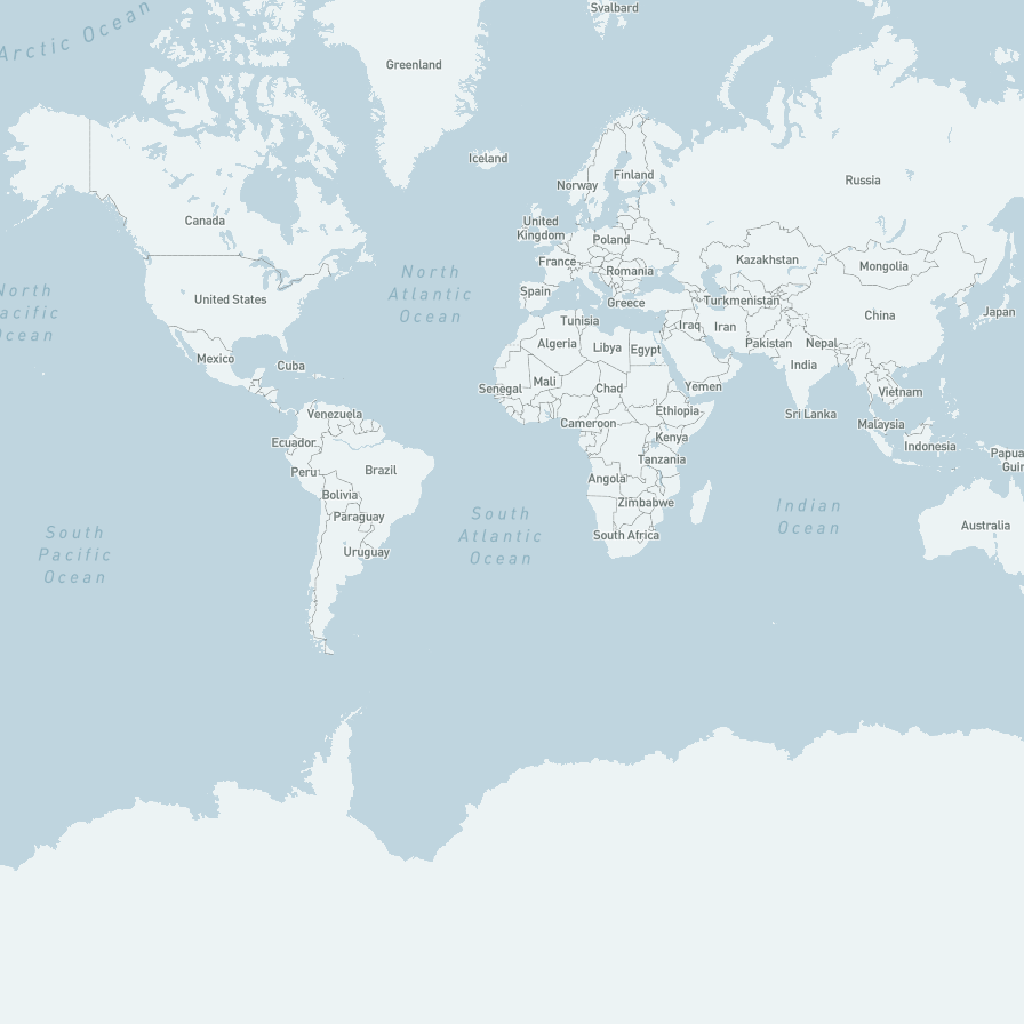 Svalbard
Arctic Ocean
Greenland
Iceland
Finland
Norway
Russia
Canada
United
Kingdom
Poland
France
Romania
Kazakhstan
Mongolia
North
Atlantic
Ocean
North
acific
cean
United States
Spain
Greece
Turkmenistan
China
Japan
Tunisia
Iraq
Iran
Algeria
Libya
Egypt
Pakistan
Nepal
India
Mexico
Cuba
Senegal
Mali
Chad
Yemen
Vietnam
Venezuela
Cameroon
Ethiopia
Sri Lanka
Malaysia
Ecuador
Kenya
Indonesia
Papua
Guin
Peru
Brazil
Tanzania
Angola
Bolivia
Zimbabwe
Paraguay
South
Atlantic
Ocean
Indian
Ocean
Australia
South
Pacific
Ocean
South Africa
Uruguay